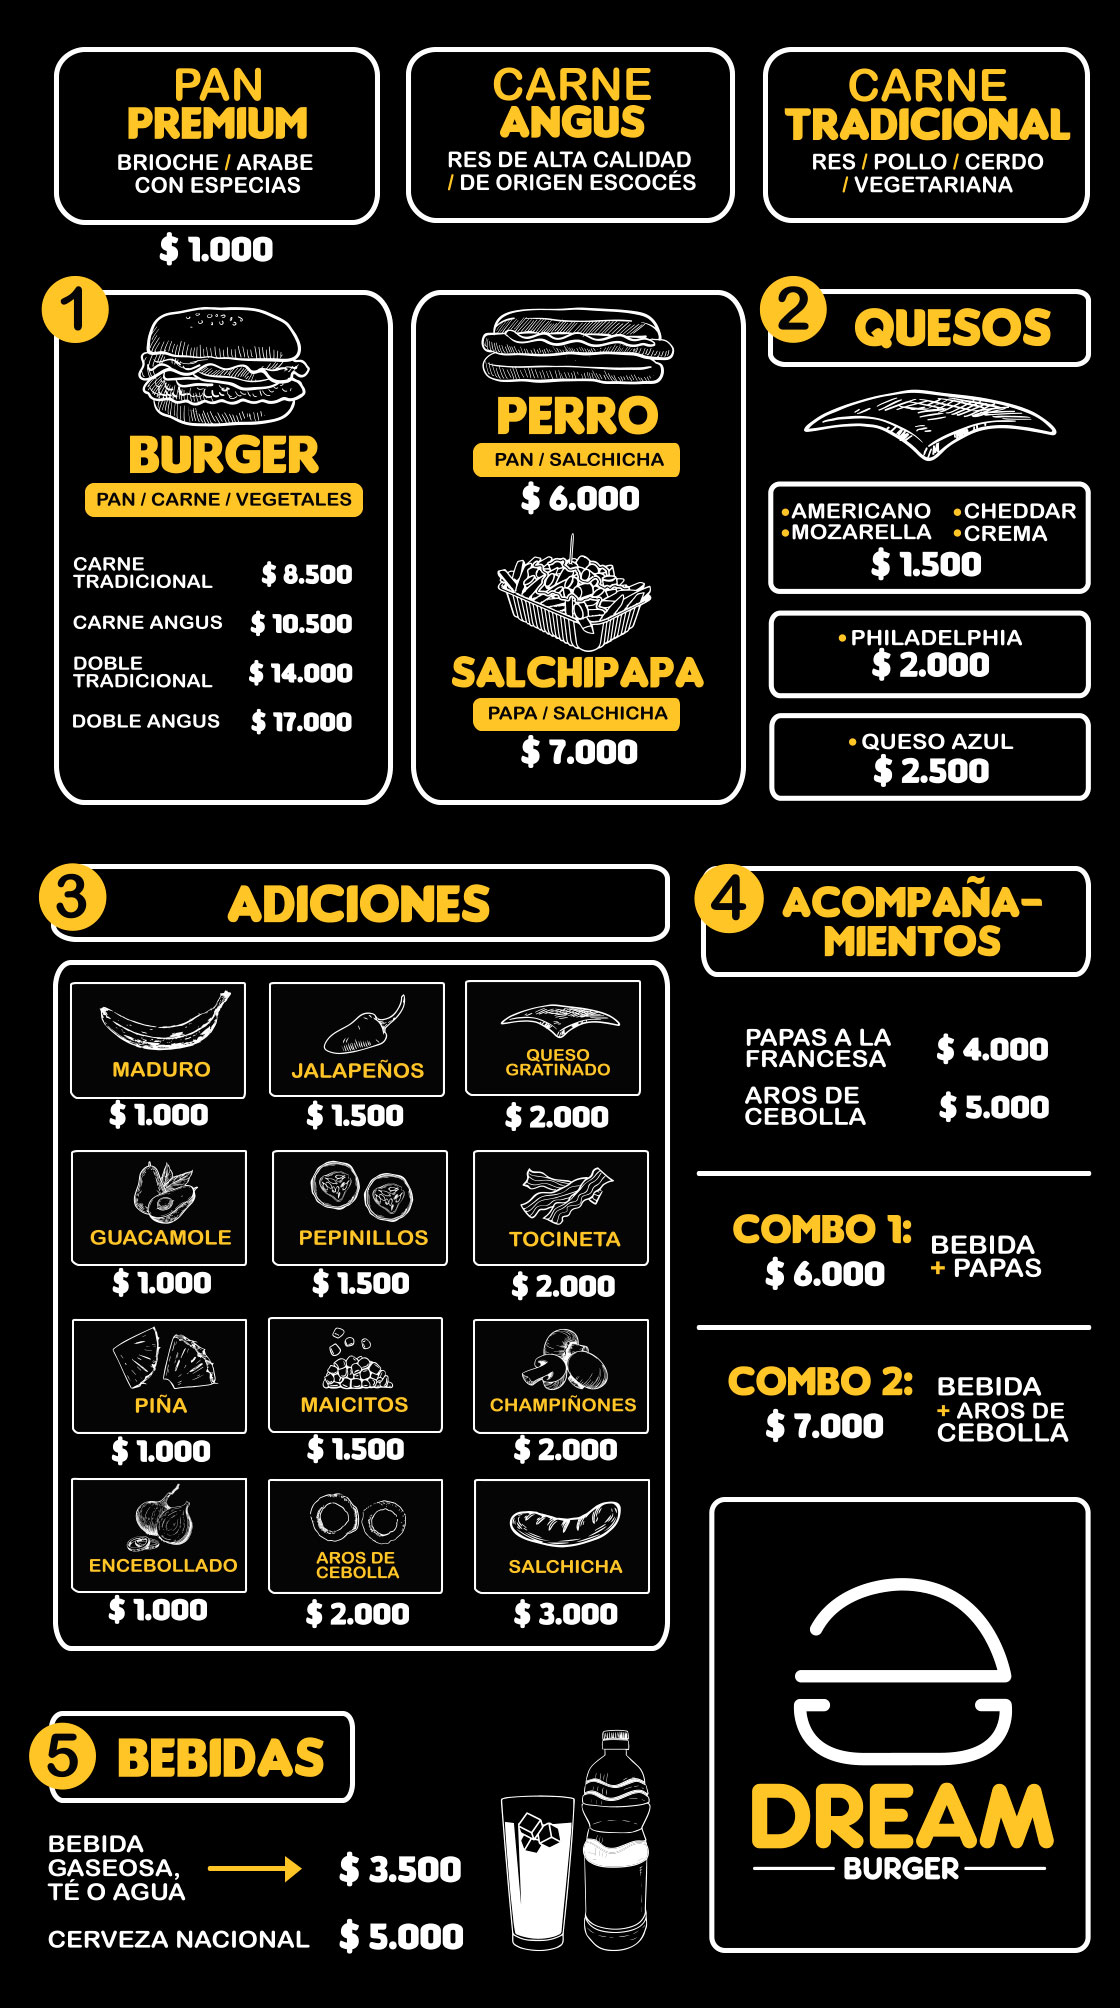 PAN
PREMIUM
BRIOCHE / ARABE
CON ESPECIAS
$ 1.000
CARNE
ANGUS
RES DE ALTA CALIDAD
/ DE ORIGEN ESCOCÉS
CARNE
TRADICIONAL
RES / POLLO / CERDO
/ VEGETARIANA
1
BURGER
PAN / CARNE / VEGETALES
CARNE
TRADICIONAL $ 8.500
CARNE ANGUS $ 10.500
DOBLE
TRADICIONAL $ 14.000
DOBLE ANGUS $ 17.000
PERRO
PAN / SALCHICHA
$ 6.000
SALCHIPAPA
PAPA / SALCHICHA
$ 7.000
2
QUESOS
•AMERICANO •CHEDDAR
•MOZARELLA •CREMA
$ 1.500
• PHILADELPHIA
$ 2.000
• QUESO AZUL
$ 2.500
3
ADICIONES
MADURO
$ 1.000
JALAPEÑOS
$ 1.500
QUESO
GRATINADO
$ 2.000
GUACAMOLE
$ 1.000
PEPINILLOS
$ 1.500
TOCINETA
$ 2.000
PIÑA
$ 1.000
MAICITOS
$ 1.500
CHAMPIÑONES
$ 2.000
ENCEBOLLADO
$ 1.000
AROS DE
CEBOLLA
$ 2.000
SALCHICHA
$ 3.000
4
ACOMPAÑA-
MIENTOS
PAPAS A LA
FRANCESA $ 4.000
AROS DE
CEBOLLA $ 5.000
COMBO 1:
$ 6.000
BEBIDA
+ PAPAS
COMBO 2:
$ 7.000
BEBIDA
+ AROS DE
CEBOLLA
5
BEBIDAS
BEBIDA
GASEOSA,
TÉ O AGUA
$ 3.500
CERVEZA NACIONAL $ 5.000
DREAM
BURGER